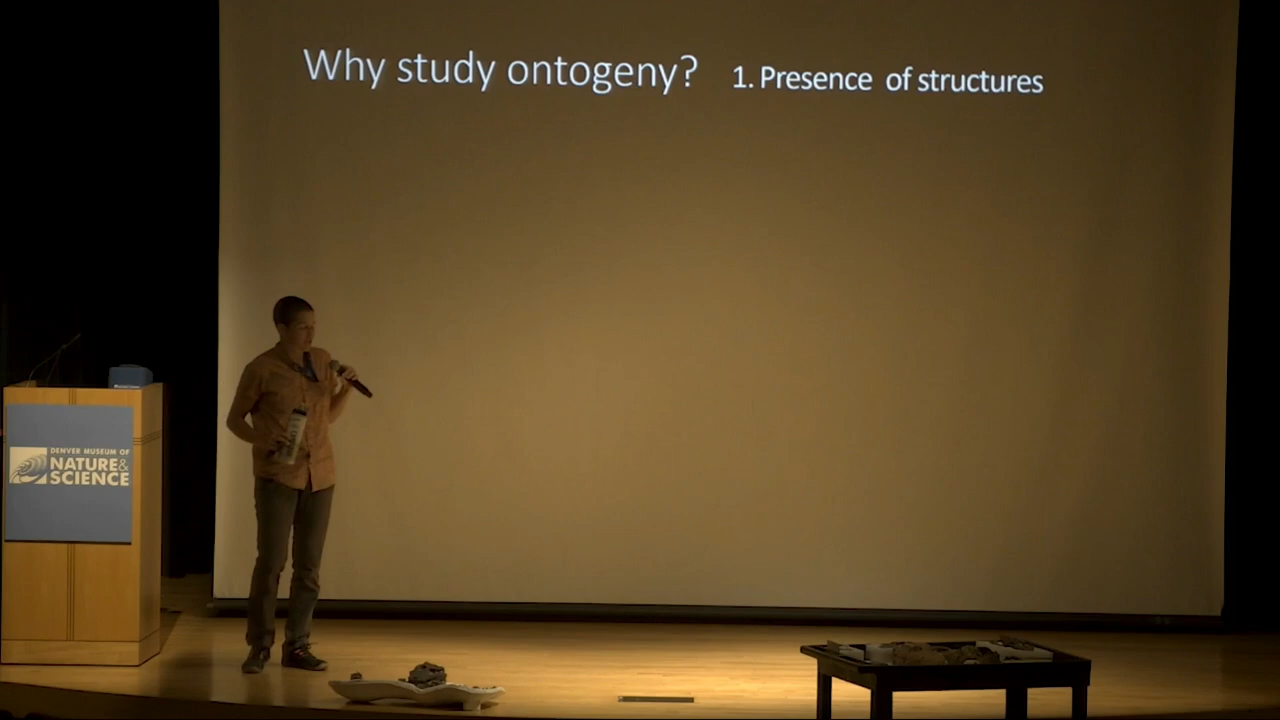 Why study ontogeny? 1. Presence of structures
DENVER MUSEUM OF
NATURE &
SCIENCE